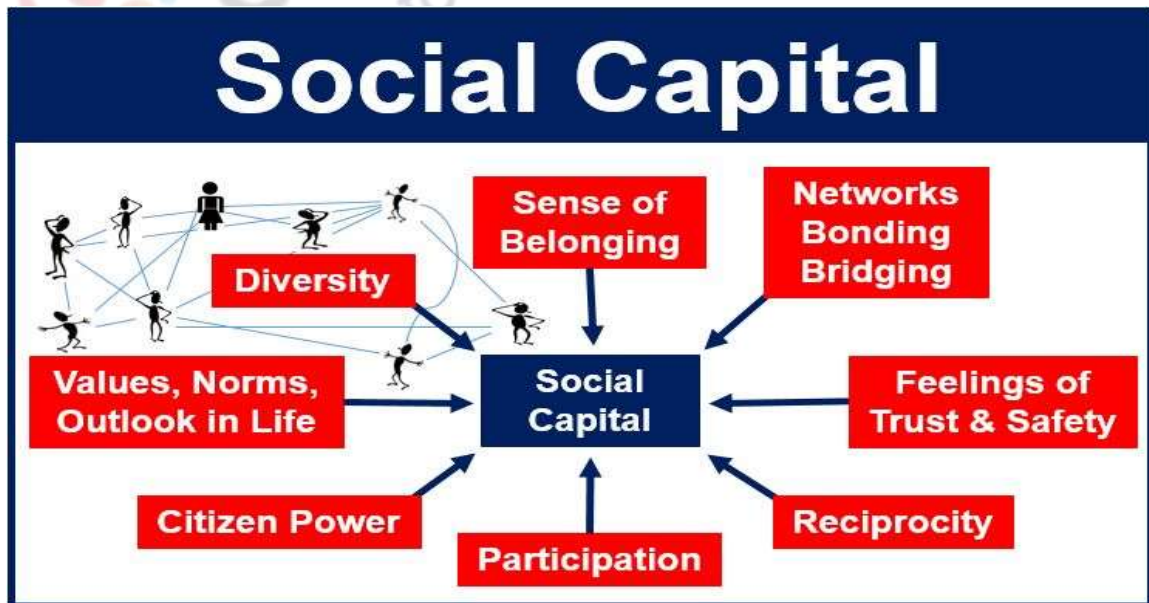 Social Capital
Sense of
Belonging
Networks
Bonding
Bridging
Diversity
Values, Norms,
Outlook in Life
Social
Capital
Feelings of
Trust & Safety
Citizen Power
Participation
Reciprocity